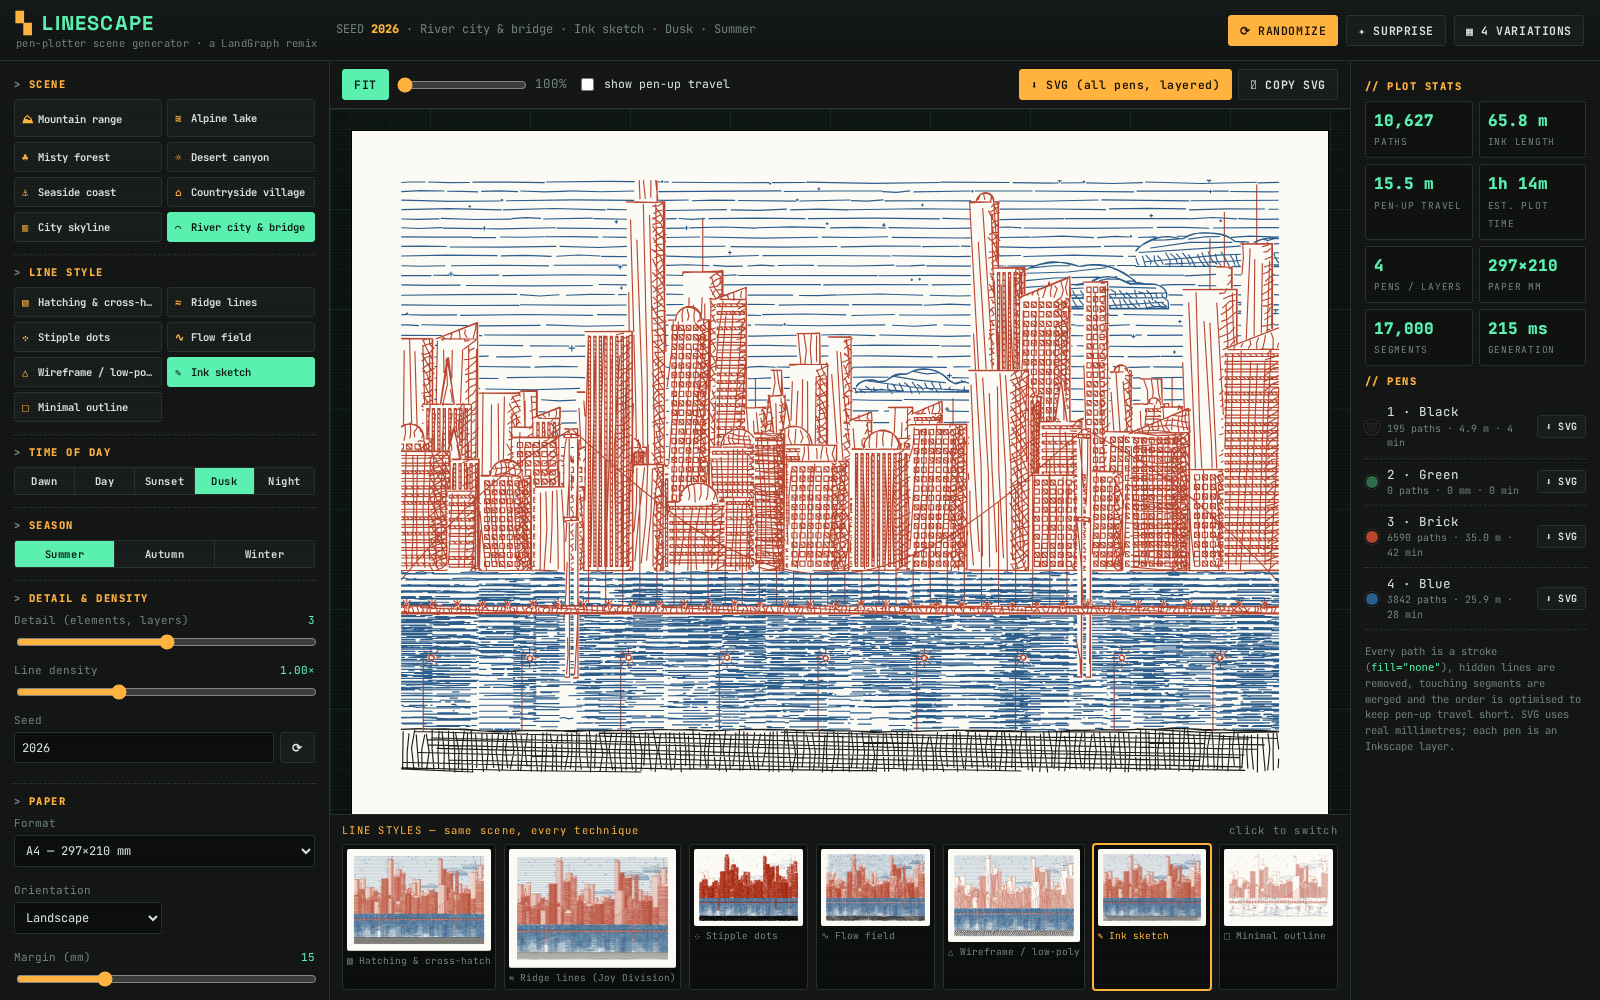 LINESCAPE
pen-plotter scene generator · a LandGraph remix
SEED 2026 · River city & bridge · Ink sketch · Dusk · Summer
⟳ RANDOMIZE
✦ SURPRISE
▦ 4 VARIATIONS
> SCENE
Mountain range
Alpine lake
Misty forest
Desert canyon
Seaside coast
Countryside village
City skyline
River city & bridge
> LINE STYLE
Hatching & cross-h…
Ridge lines
Stipple dots
Flow field
Wireframe / low-po…
Ink sketch
Minimal outline
> TIME OF DAY
Dawn
Day
Sunset
Dusk
Night
> SEASON
Summer
Autumn
Winter
> DETAIL & DENSITY
Detail (elements, layers) 3
Line density 1.00×
Seed
2026
> PAPER
Format
A4 — 297×210 mm
Orientation
Landscape
Margin (mm) 15
FIT
100%
show pen-up travel
⬇ SVG (all pens, layered)
COPY SVG
LINE STYLES — same scene, every technique
click to switch
Hatching & cross-hatch
Ridge lines (Joy Division)
Stipple dots
Flow field
Wireframe / low-poly
Ink sketch
Minimal outline
// PLOT STATS
10,627
PATHS
65.8 m
INK LENGTH
15.5 m
PEN-UP TRAVEL
1h 14m
EST. PLOT
TIME
4
PENS / LAYERS
297×210
PAPER MM
17,000
SEGMENTS
215 ms
GENERATION
// PENS
1 · Black
195 paths · 4.9 m · 4
min
⬇ SVG
2 · Green
0 paths · 0 mm · 0 min
⬇ SVG
3 · Brick
6590 paths · 35.0 m ·
42 min
⬇ SVG
4 · Blue
3842 paths · 25.9 m ·
28 min
⬇ SVG
Every path is a stroke
(fill="none"), hidden lines are
removed, touching segments are
merged and the order is optimised to
keep pen-up travel short. SVG uses
real millimetres; each pen is an
Inkscape layer.